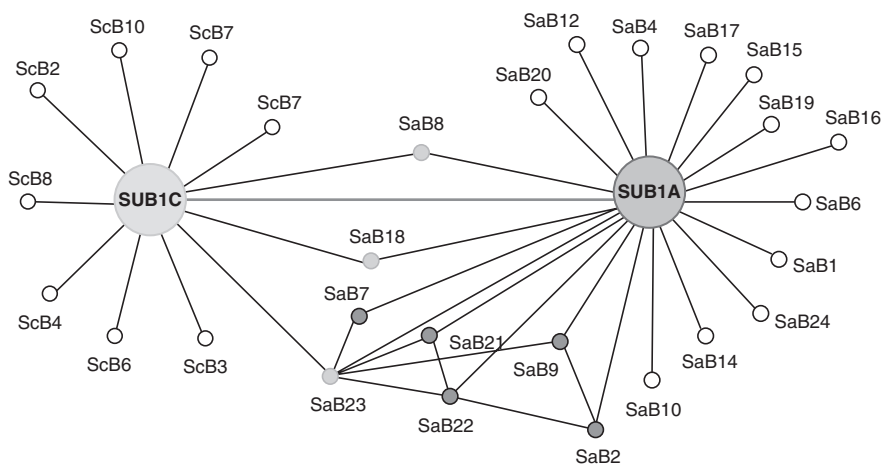 SaB12
SaB4
ScB10
ScB7
SaB17
SaB15
ScB2
SaB20
ScB7
SaB19
SaB16
SaB8
ScB8
SUB1C
SUB1A
SaB6
SaB18
SaB1
SaB7
ScB4
SaB21
SaB24
ScB6
ScB3
SaB9
SaB14
SaB23
SaB10
SaB22
SaB2